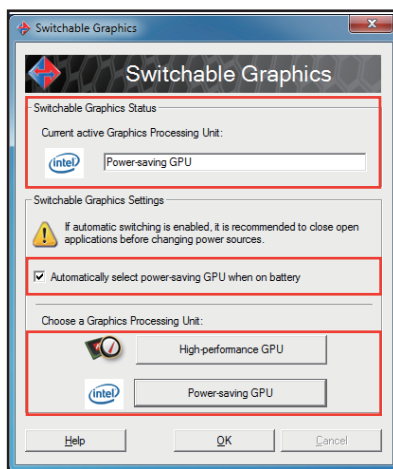 Switchable Graphics
Switchable Graphics
Switchable Graphics Status
Current active Graphics Processing Unit:
intel
Power-saving GPU
Switchable Graphics Settings
If automatic switching is enabled, it is recommended to close open
applications before changing power sources.
Automatically select power-saving GPU when on battery
Choose a Graphics Processing Unit:
High-performance GPU
intel
Power-saving GPU
Help
OK
Cancel